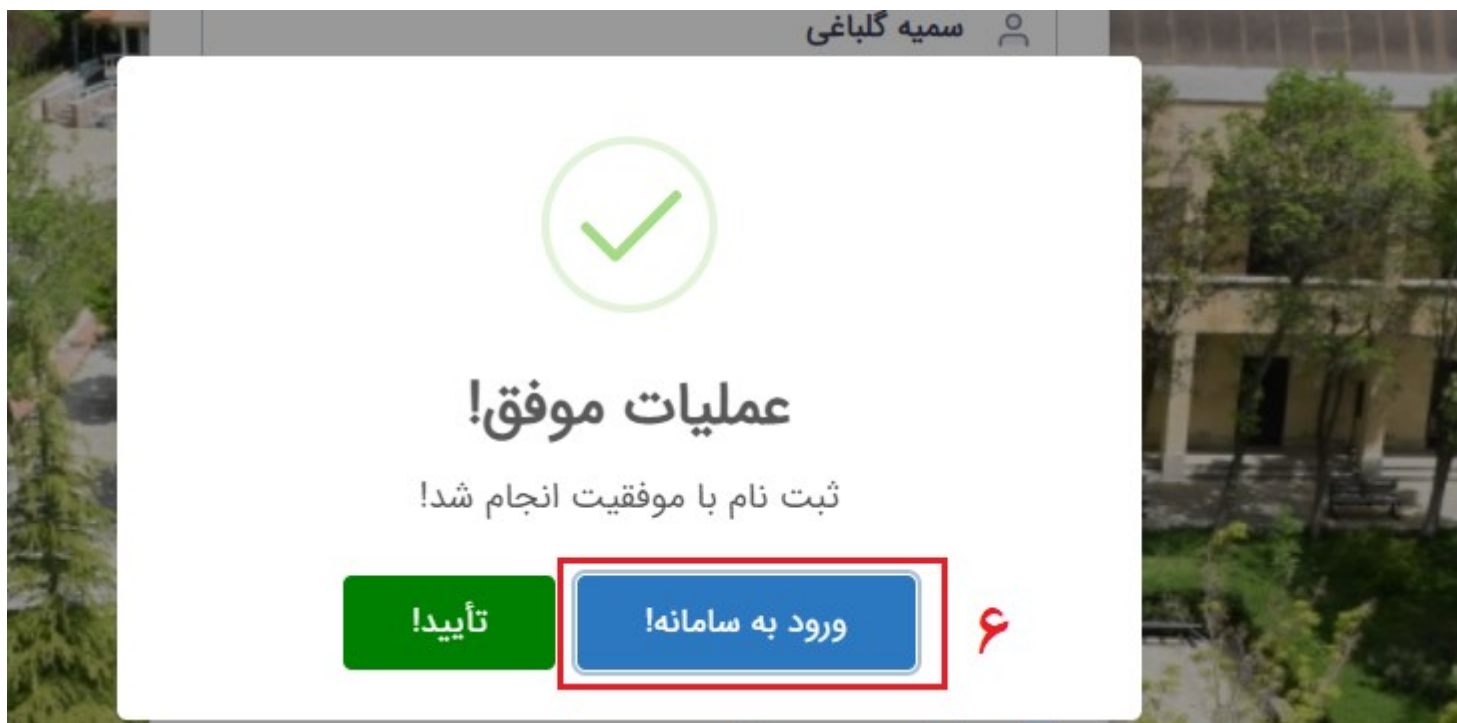 سمیه گلباغی
عملیات موفق!
ثبت نام با موفقیت انجام شد!
ورود به سامانه!
تأیید!
۶